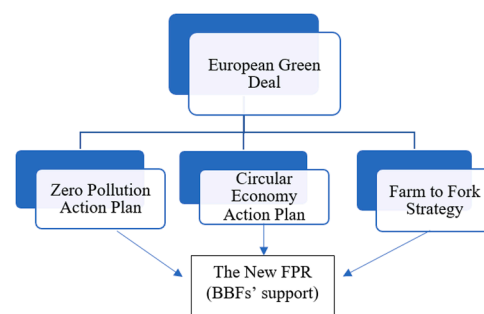 European Green
Deal
Zero Pollution
Action Plan
Circular
Economy
Action Plan
Farm to Fork
Strategy
The New FPR
(BBFs' support)